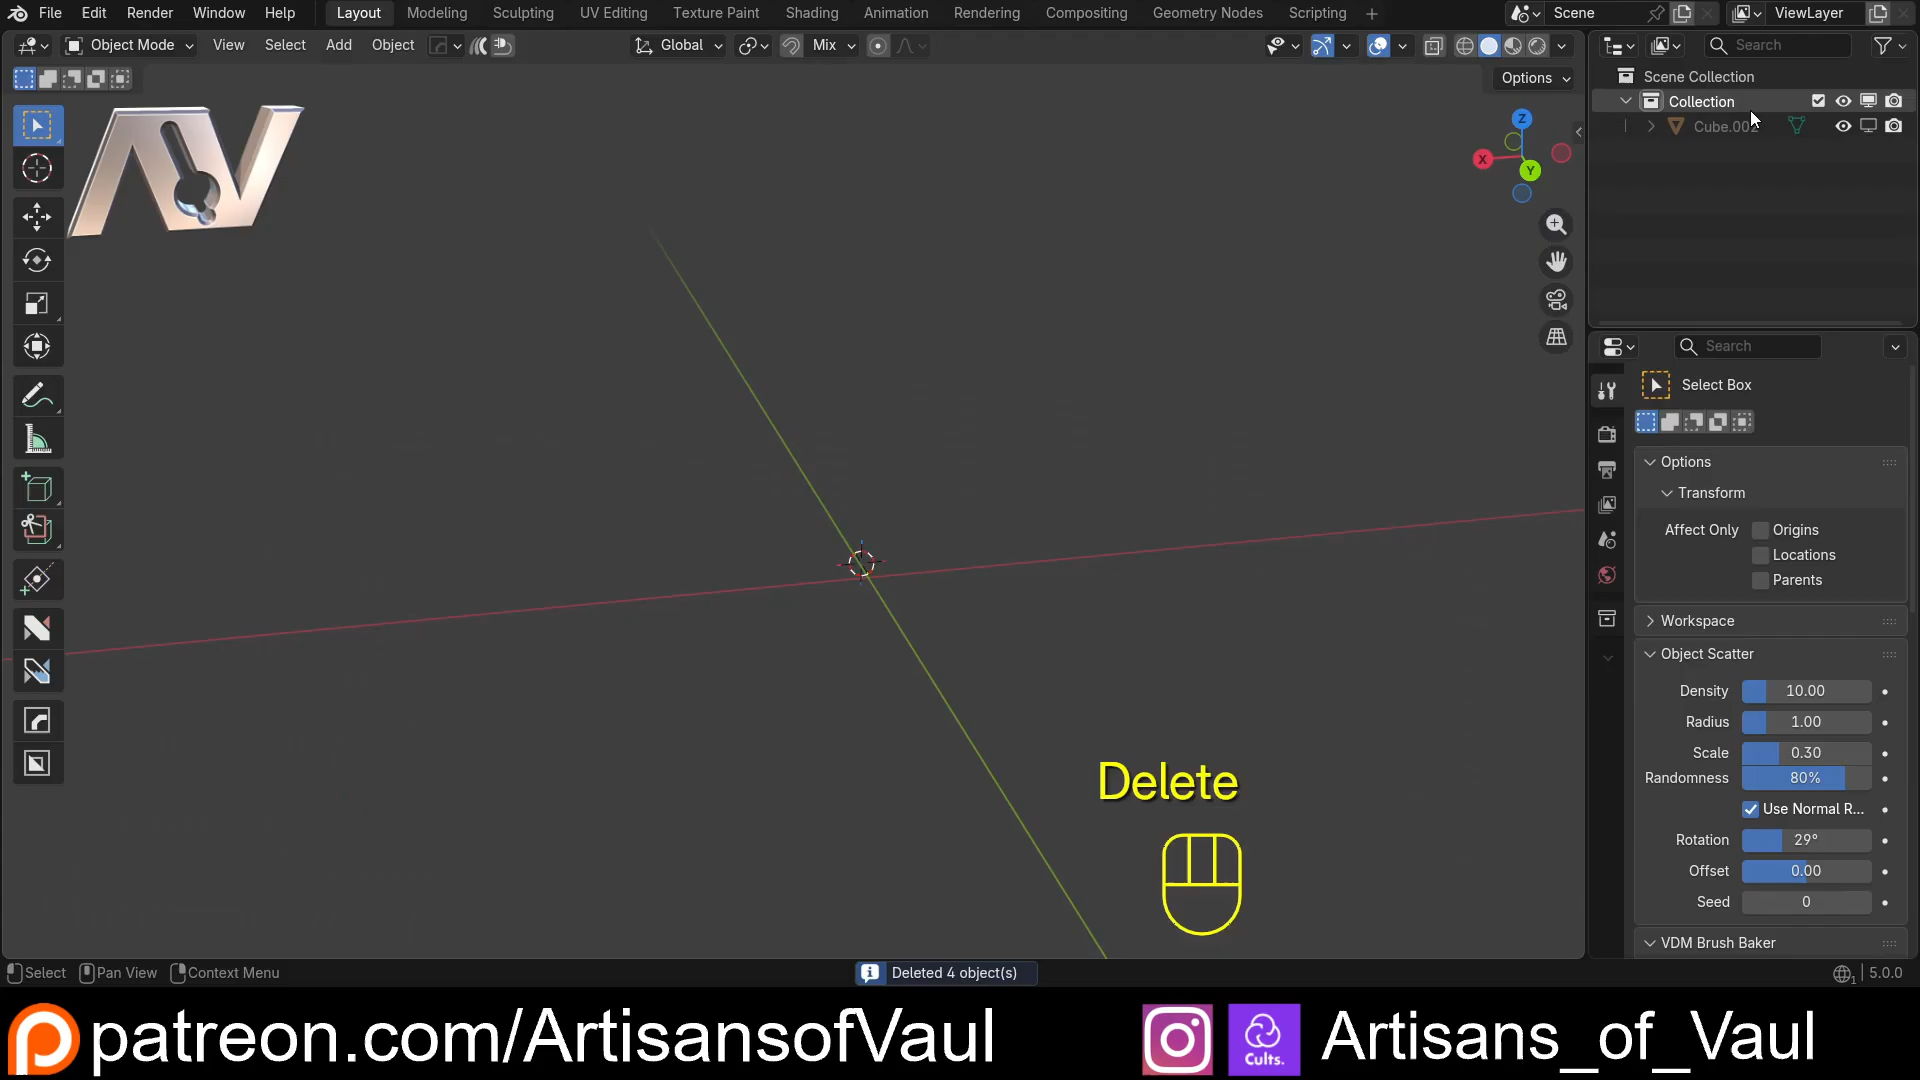 File Edit Render Window Help Layout Modeling Sculpting UV Editing Texture Paint Shading Animation Rendering Compositing Geometry Nodes Scripting Scene ViewLayer
Object Mode View Select Add Object Global Mix Search
Options
Scene Collection
Collection
Cube.002
Z
X
Y
Search
Select Box
Options
Transform
Affect Only Origins
Locations
Parents
Workspace
Object Scatter
Density 10.00
Radius 1.00
Scale 0.30
Randomness 80%
Use Normal R...
Rotation 29°
Offset 0.00
Seed 0
VDM Brush Baker
Delete
Select Pan View Context Menu Deleted 4 object(s) 5.0.0
patreon.com/ArtisansofVaul Cults. Artisans_of_Vaul